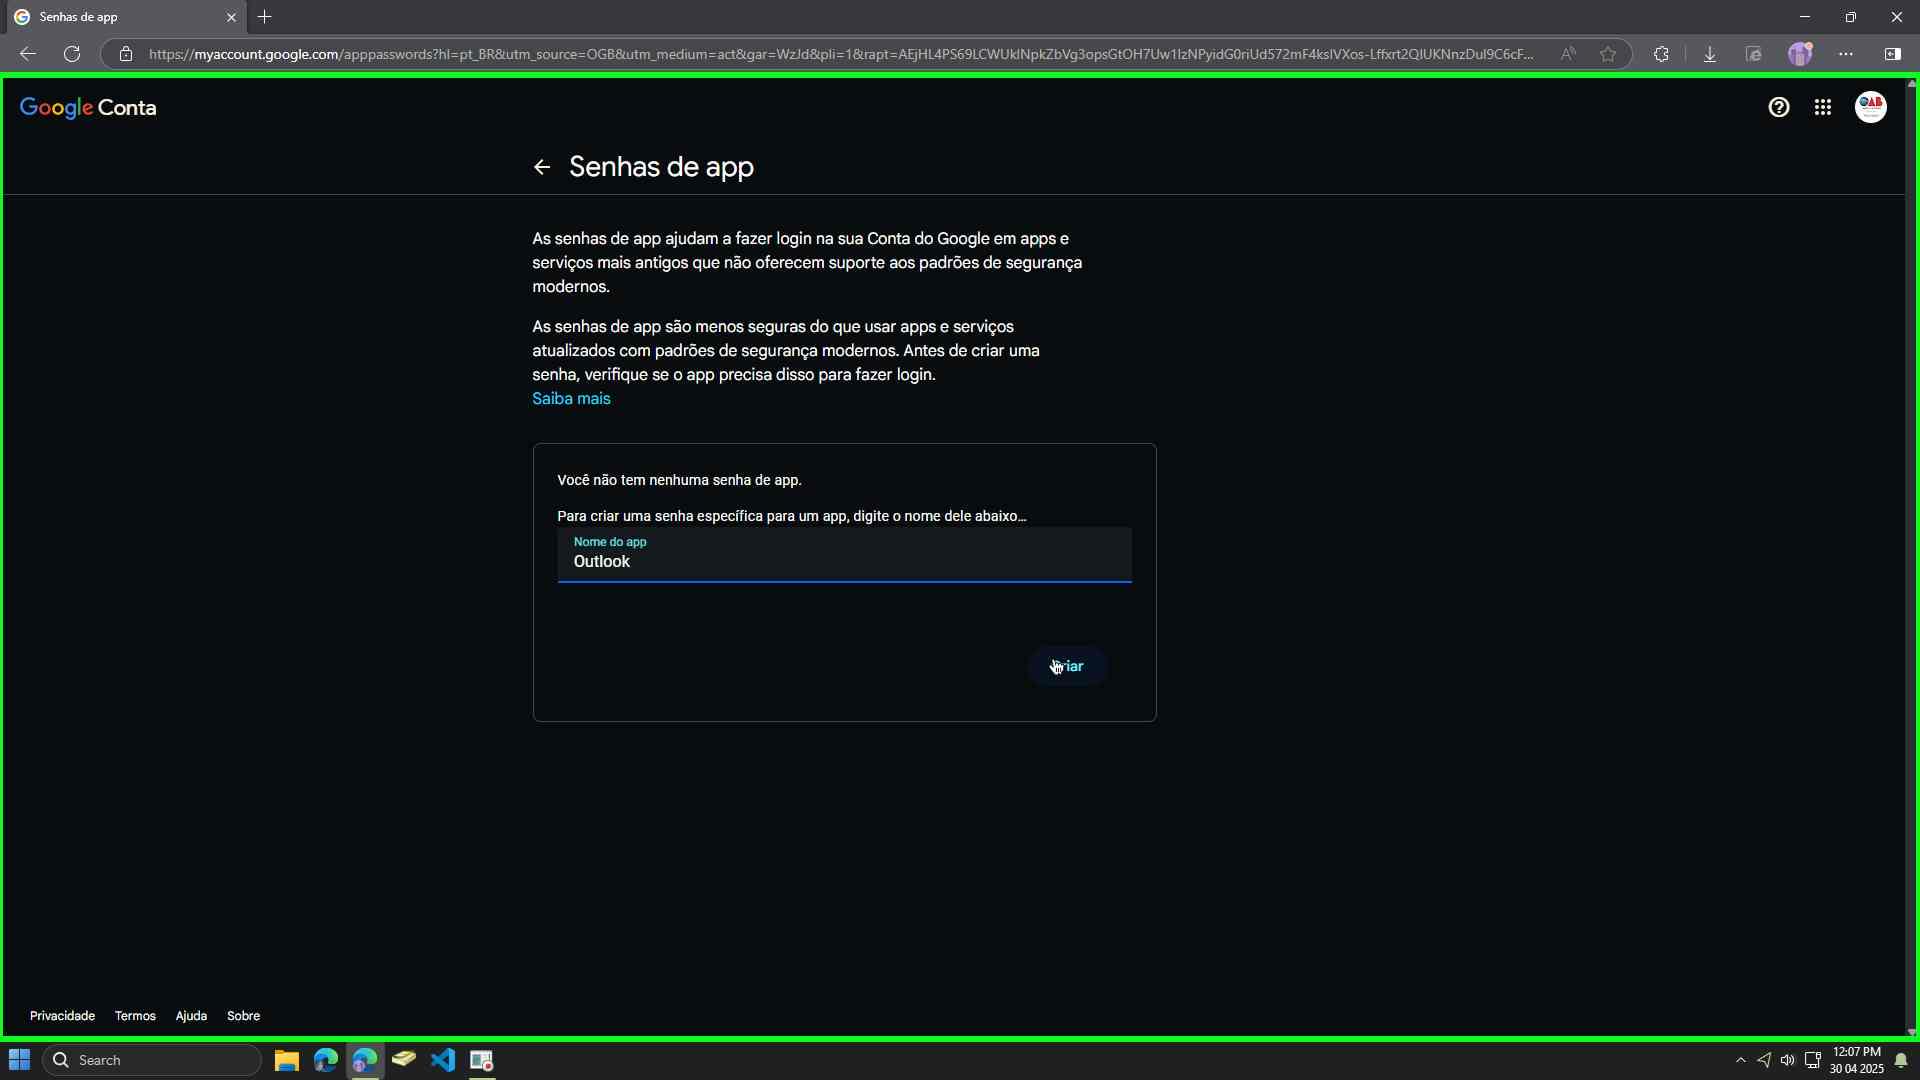 Senhas de app
https://myaccount.google.com/apppasswords?hl=pt_BR&utm_source=OGB&utm_medium=act&gar=WzJd&pli=1&rapt=AEjHL4PS69LCWUklNpkZbVg3opsGtOH7Uw1IzNPyidG0riUd572mF4kslVXos-Lffxrt2QIUKNnzDul9C6cF...
Google Conta
OAB
Senhas de app
As senhas de app ajudam a fazer login na sua Conta do Google em apps e
serviços mais antigos que não oferecem suporte aos padrões de segurança
modernos.
As senhas de app são menos seguras do que usar apps e serviços
atualizados com padrões de segurança modernos. Antes de criar uma
senha, verifique se o app precisa disso para fazer login.
Saiba mais
Você não tem nenhuma senha de app.
Para criar uma senha específica para um app, digite o nome dele abaixo...
Nome do app
Outlook
riar
Privacidade Termos Ajuda Sobre
Search
12:07 PM
30 04 2025